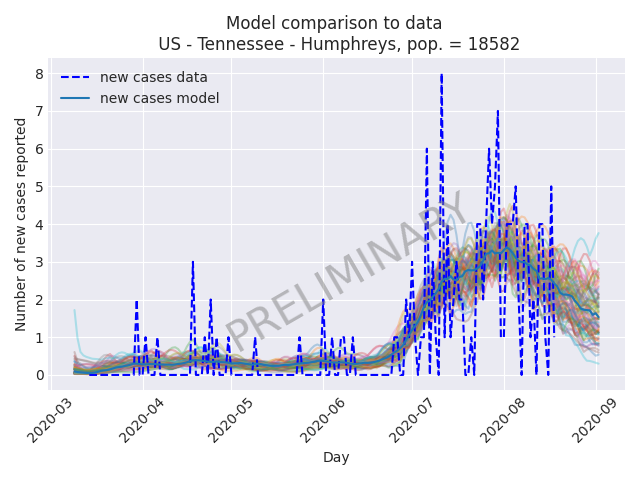 Model comparison to data
US - Tennessee - Humphreys, pop. = 18582
new cases data
new cases model
Number of new cases reported
8
7
6
5
4
3
2
1
0
PRELIMINARY
2020-03
2020-04
2020-05
2020-06
2020-07
2020-08
2020-09
Day